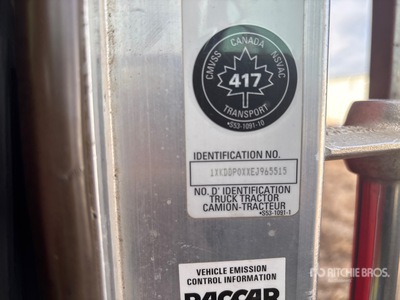 CANADA
CMVSS
NSVAC
417
TRANSPORT
•S53-1091-10
IDENTIFICATION NO.
1XKDDP0XXEJ965515
NO. D' IDENTIFICATION
TRUCK TRACTOR
CAMION-TRACTEUR
•S53-1091-1
VEHICLE EMISSION
CONTROL INFORMATION
PACCAR
RITCHIE BROS.